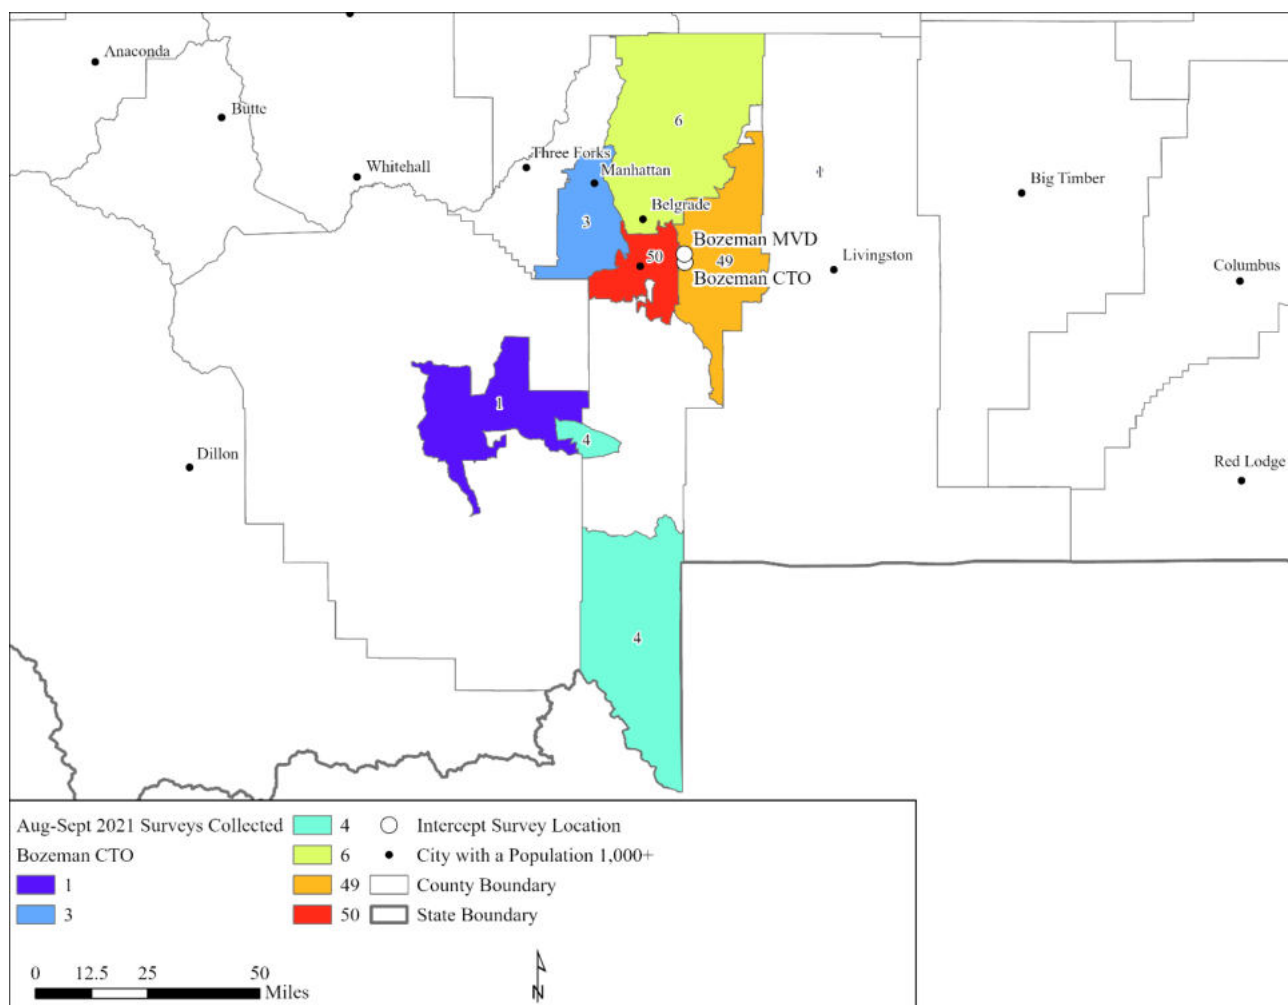 Anaconda
Butte
6
Three Forks
Whitehall
Manhattan
Big Timber
Belgrade
3
Bozeman MVD
50
49
Livingston
Bozeman CTO
Columbus
1
4
Dillon
Red Lodge
4
Aug-Sept 2021 Surveys Collected
4
Intercept Survey Location
Bozeman CTO
6
City with a Population 1,000+
1
49
County Boundary
3
50
State Boundary
0 12.5 25 50
Miles
N